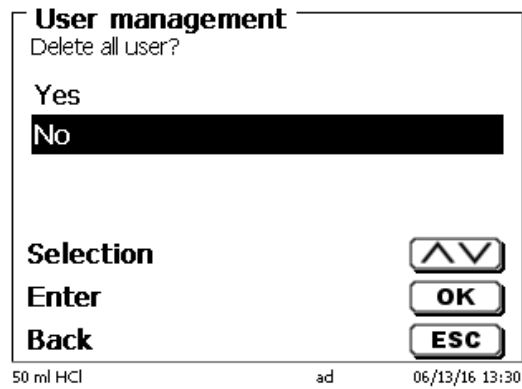 User management
Delete all user?
Yes
No
Selection
Enter OK
Back ESC
50 ml HCl ad 06/13/16 13:30